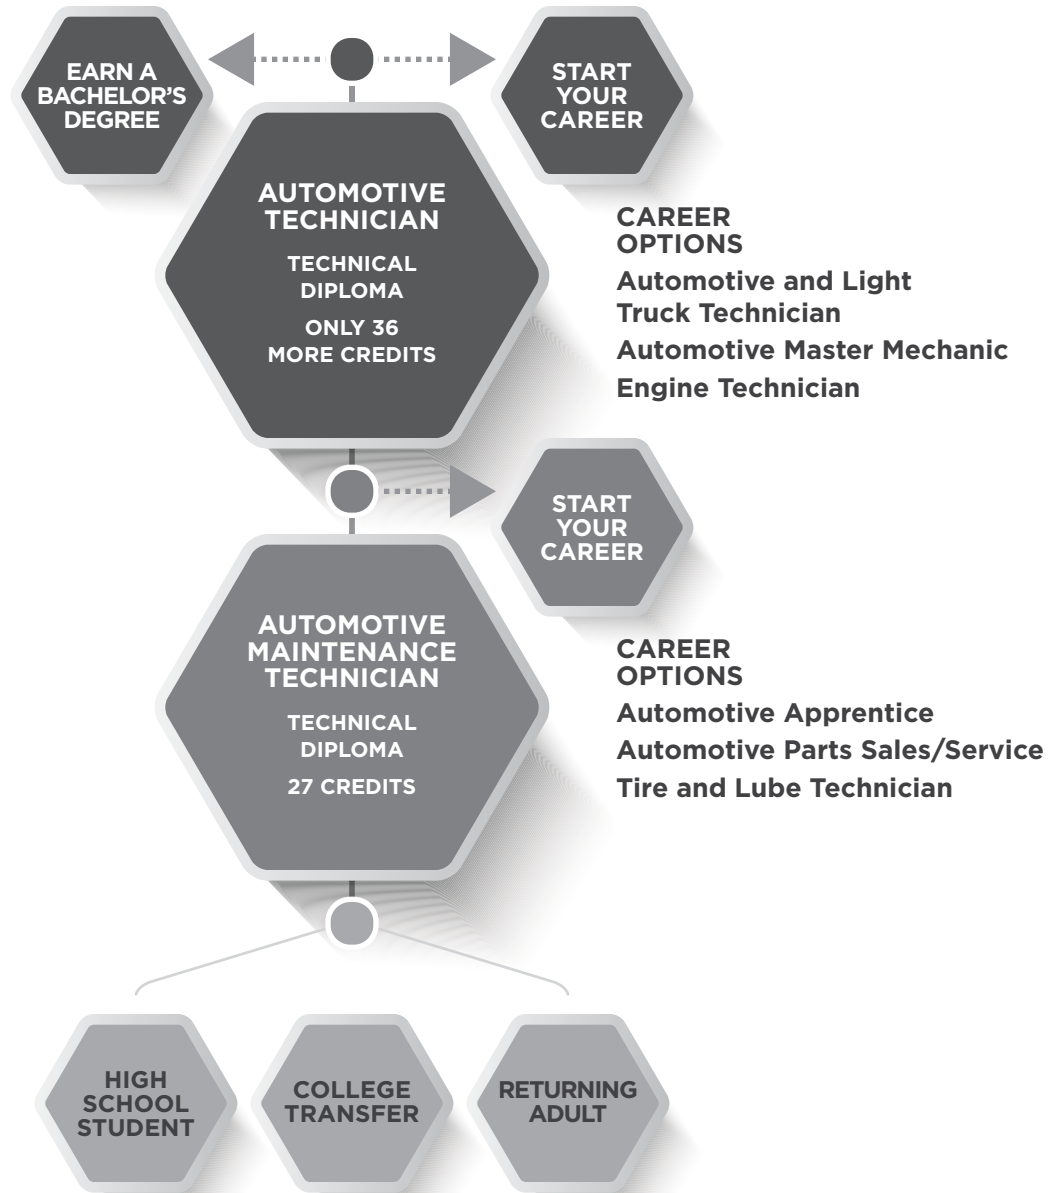 EARN A
BACHELOR'S
DEGREE
START
YOUR
CAREER
AUTOMOTIVE
TECHNICIAN
TECHNICAL
DIPLOMA
ONLY 36
MORE CREDITS
CAREER
OPTIONS
Automotive and Light
Truck Technician
Automotive Master Mechanic
Engine Technician
START
YOUR
CAREER
AUTOMOTIVE
MAINTENANCE
TECHNICIAN
TECHNICAL
DIPLOMA
27 CREDITS
CAREER
OPTIONS
Automotive Apprentice
Automotive Parts Sales/Service
Tire and Lube Technician
HIGH
SCHOOL
STUDENT
COLLEGE
TRANSFER
RETURNING
ADULT